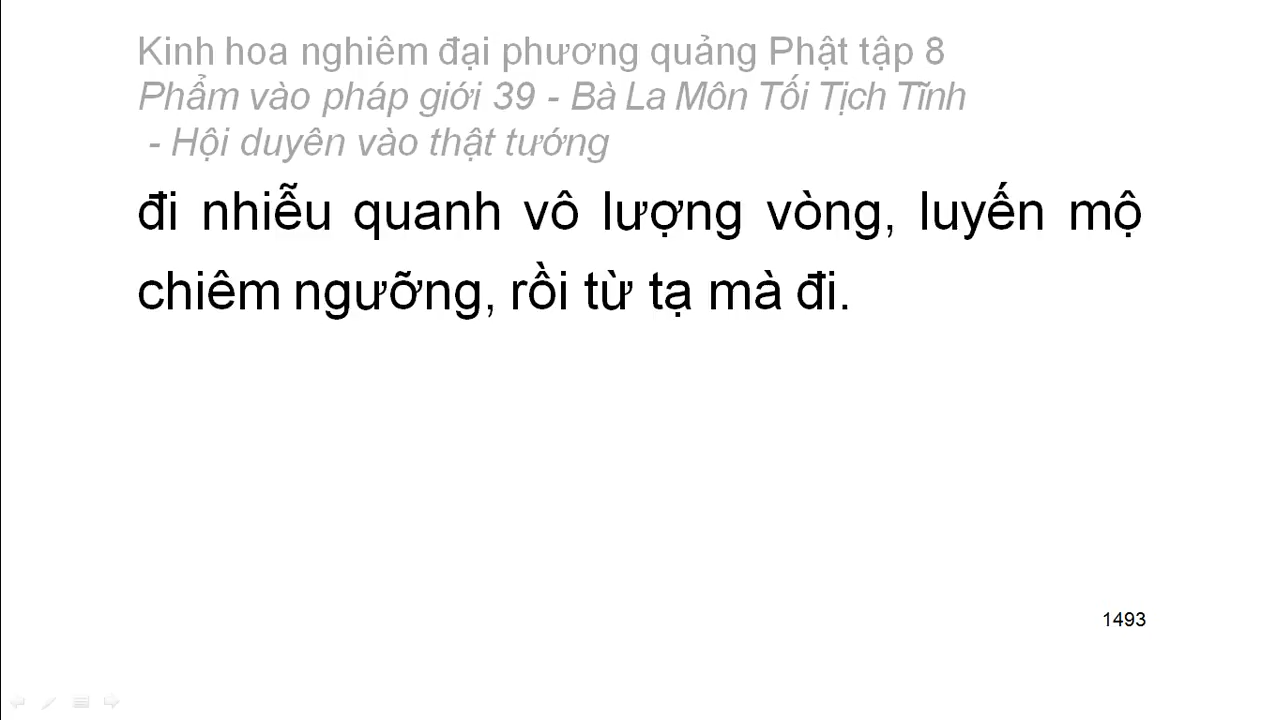 Kinh hoa nghiêm đại phương quảng Phật tập 8
Phẩm vào pháp giới 39 - Bà La Môn Tối Tịch Tĩnh
- Hội duyên vào thật tướng
đi nhiễu quanh vô lượng vòng, luyến mộ
chiêm ngưỡng, rồi từ tạ mà đi.
1493